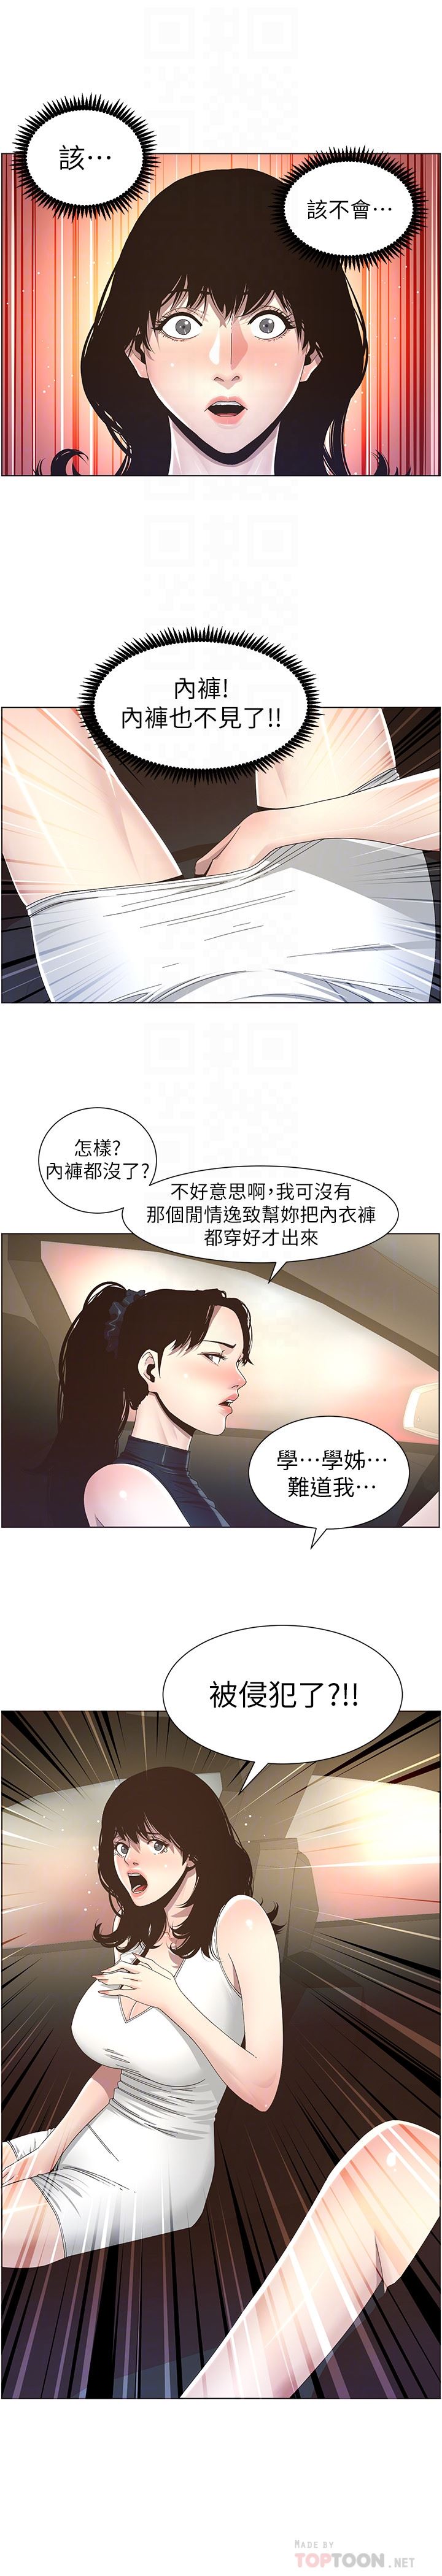 該⋯
該不會⋯
內褲!
內褲也不見了!!
怎樣?
內褲都沒了?
不好意思啊,我可沒有
那個閒情逸致幫妳把內衣褲
都穿好才出來
學⋯學姊⋯
難道我⋯
被侵犯了?!!
MADE BY
TOPTOON.NET